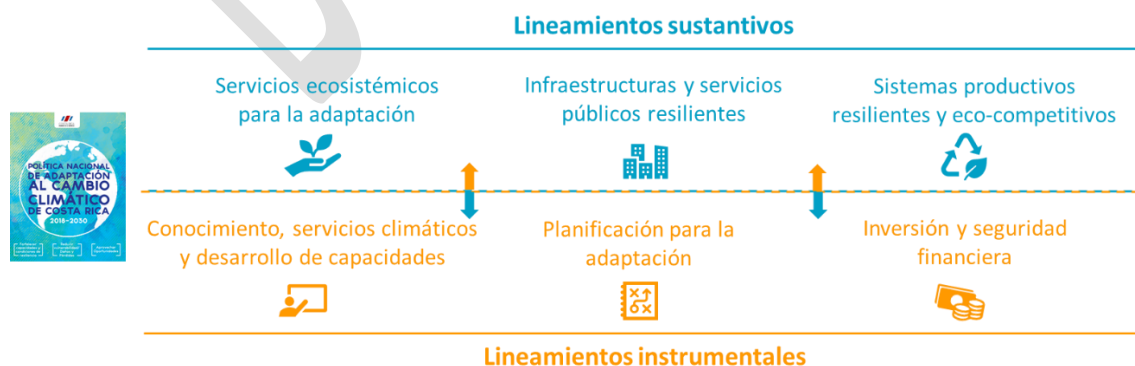 Lineamientos sustantivos
Servicios ecosistémicos
para la adaptación
Infraestructuras y servicios
públicos resilientes
Sistemas productivos
resilientes y eco-competitivos
POLÍTICA NACIONAL
DE ADAPTACIÓN
AL CAMBIO
CLIMÁTICO
DE COSTA RICA
2018-2030
Conocimiento, servicios climáticos
y desarrollo de capacidades
Planificación para la
adaptación
Inversión y seguridad
financiera
Lineamientos instrumentales